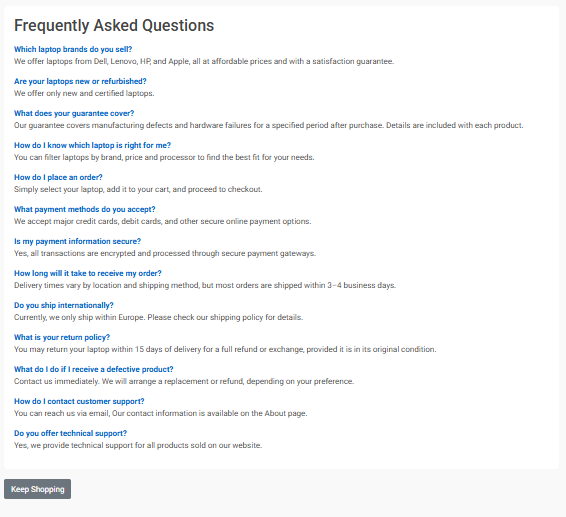 Frequently Asked Questions
Which laptop brands do you sell?
We offer laptops from Dell, Lenovo, HP, and Apple, all at affordable prices and with a satisfaction guarantee.
Are your laptops new or refurbished?
We offer only new and certified laptops.
What does your guarantee cover?
Our guarantee covers manufacturing defects and hardware failures for a specified period after purchase. Details are included with each product.
How do I know which laptop is right for me?
You can filter laptops by brand, price and processor to find the best fit for your needs.
How do I place an order?
Simply select your laptop, add it to your cart, and proceed to checkout.
What payment methods do you accept?
We accept major credit cards, debit cards, and other secure online payment options.
Is my payment information secure?
Yes, all transactions are encrypted and processed through secure payment gateways.
How long will it take to receive my order?
Delivery times vary by location and shipping method, but most orders are shipped within 3–4 business days.
Do you ship internationally?
Currently, we only ship within Europe. Please check our shipping policy for details.
What is your return policy?
You may return your laptop within 15 days of delivery for a full refund or exchange, provided it is in its original condition.
What do I do if I receive a defective product?
Contact us immediately. We will arrange a replacement or refund, depending on your preference.
How do I contact customer support?
You can reach us via email, Our contact information is available on the About page.
Do you offer technical support?
Yes, we provide technical support for all products sold on our website.
Keep Shopping